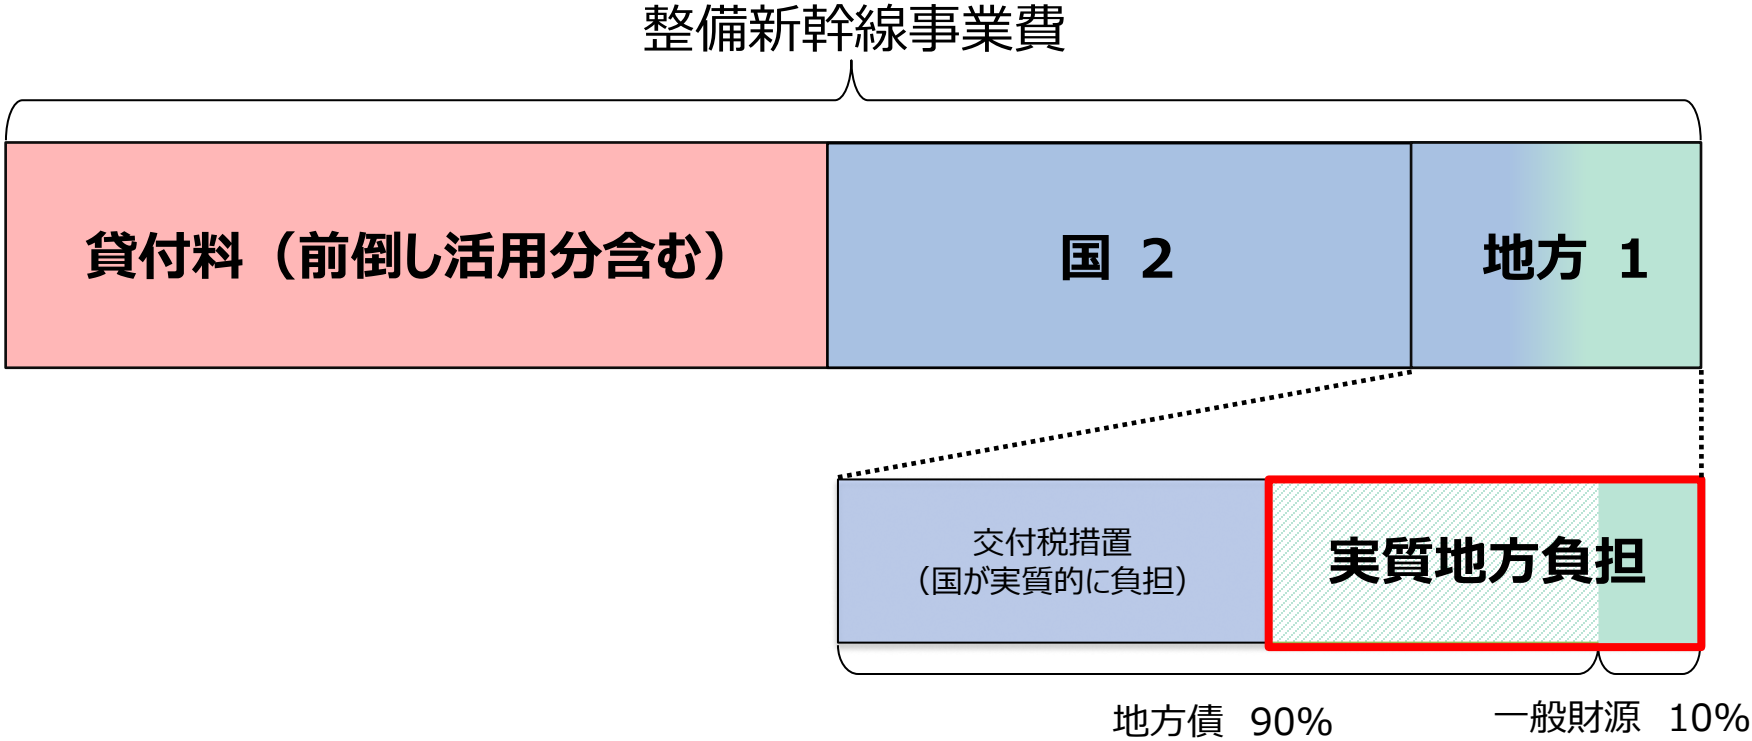 整備新幹線事業費
貸付料（前倒し活用分含む）
国 2
地方 1
交付税措置
（国が実質的に負担）
実質地方負担
地方債 90%
一般財源 10%